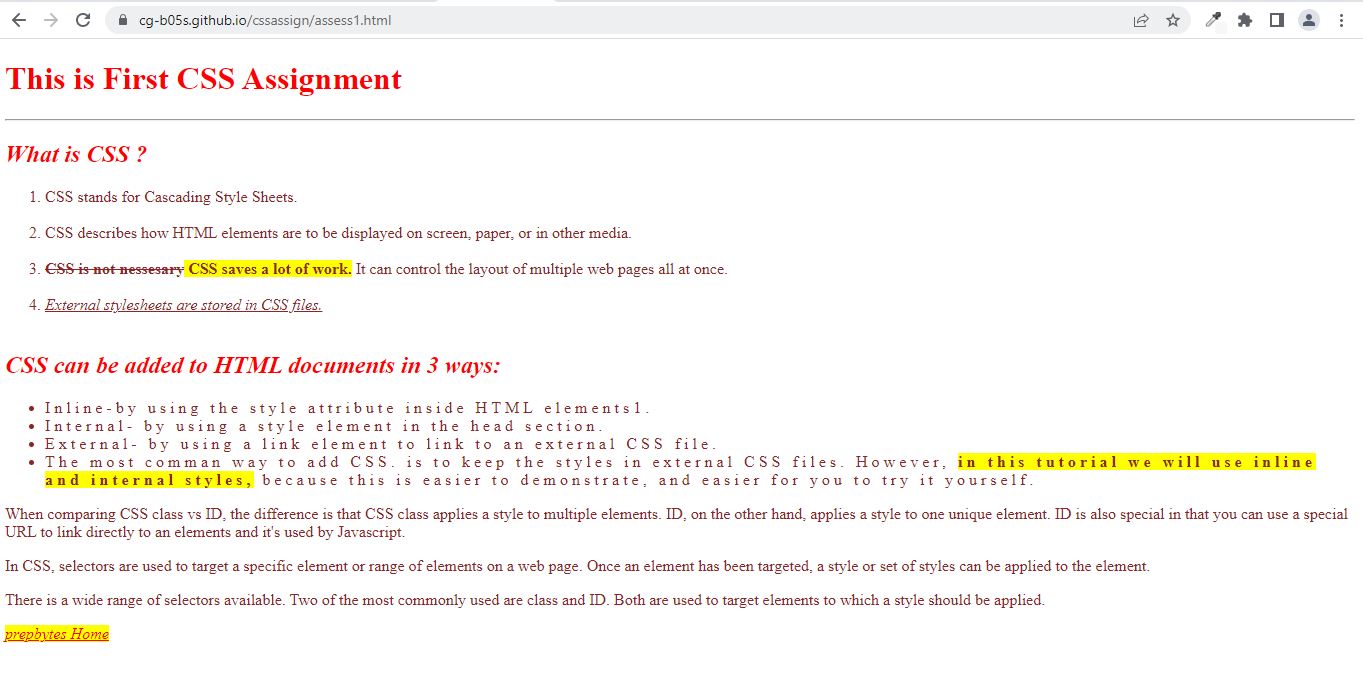 cg-b05s.github.io/cssassign/assess1.html
This is First CSS Assignment
What is CSS ?
1. CSS stands for Cascading Style Sheets.
2. CSS describes how HTML elements are to be displayed on screen, paper, or in other media.
3. CSS is not nessesary CSS saves a lot of work. It can control the layout of multiple web pages all at once.
4. External stylesheets are stored in CSS files.
CSS can be added to HTML documents in 3 ways:
• Inline-by using the style attribute inside HTML elements1.
• Internal- by using a style element in the head section.
• External- by using a link element to link to an external CSS file.
• The most comman way to add CSS. is to keep the styles in external CSS files. However, in this tutorial we will use inline
and internal styles, because this is easier to demonstrate, and easier for you to try it yourself.
When comparing CSS class vs ID, the difference is that CSS class applies a style to multiple elements. ID, on the other hand, applies a style to one unique element. ID is also special in that you can use a special
URL to link directly to an elements and it's used by Javascript.
In CSS, selectors are used to target a specific element or range of elements on a web page. Once an element has been targeted, a style or set of styles can be applied to the element.
There is a wide range of selectors available. Two of the most commonly used are class and ID. Both are used to target elements to which a style should be applied.
prepbytes Home